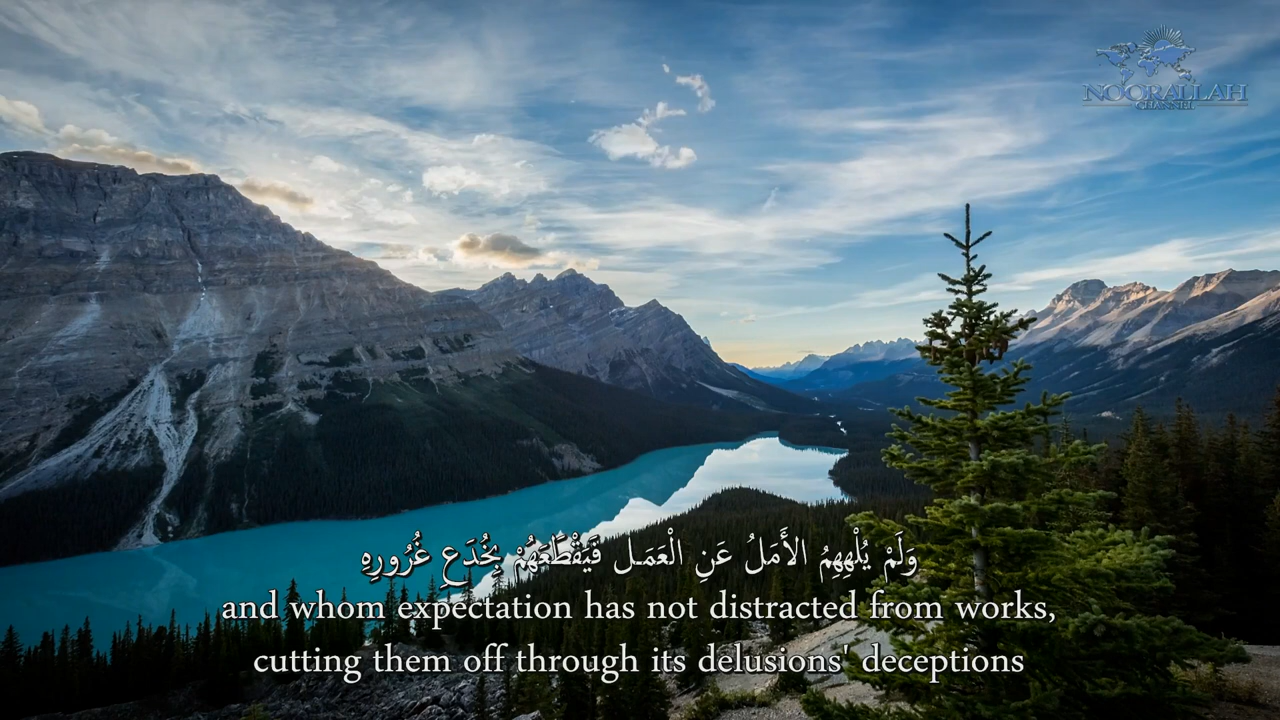 NOORALLAH
CHANNEL
وَلَمْ يُلْهِهِمُ الأَمَلُ عَنِ الْعَمَلِ فَيَقْطَعَهُمْ بِخُدَعِ غُرُورِهِ
and whom expectation has not distracted from works,
cutting them off through its delusions' deceptions